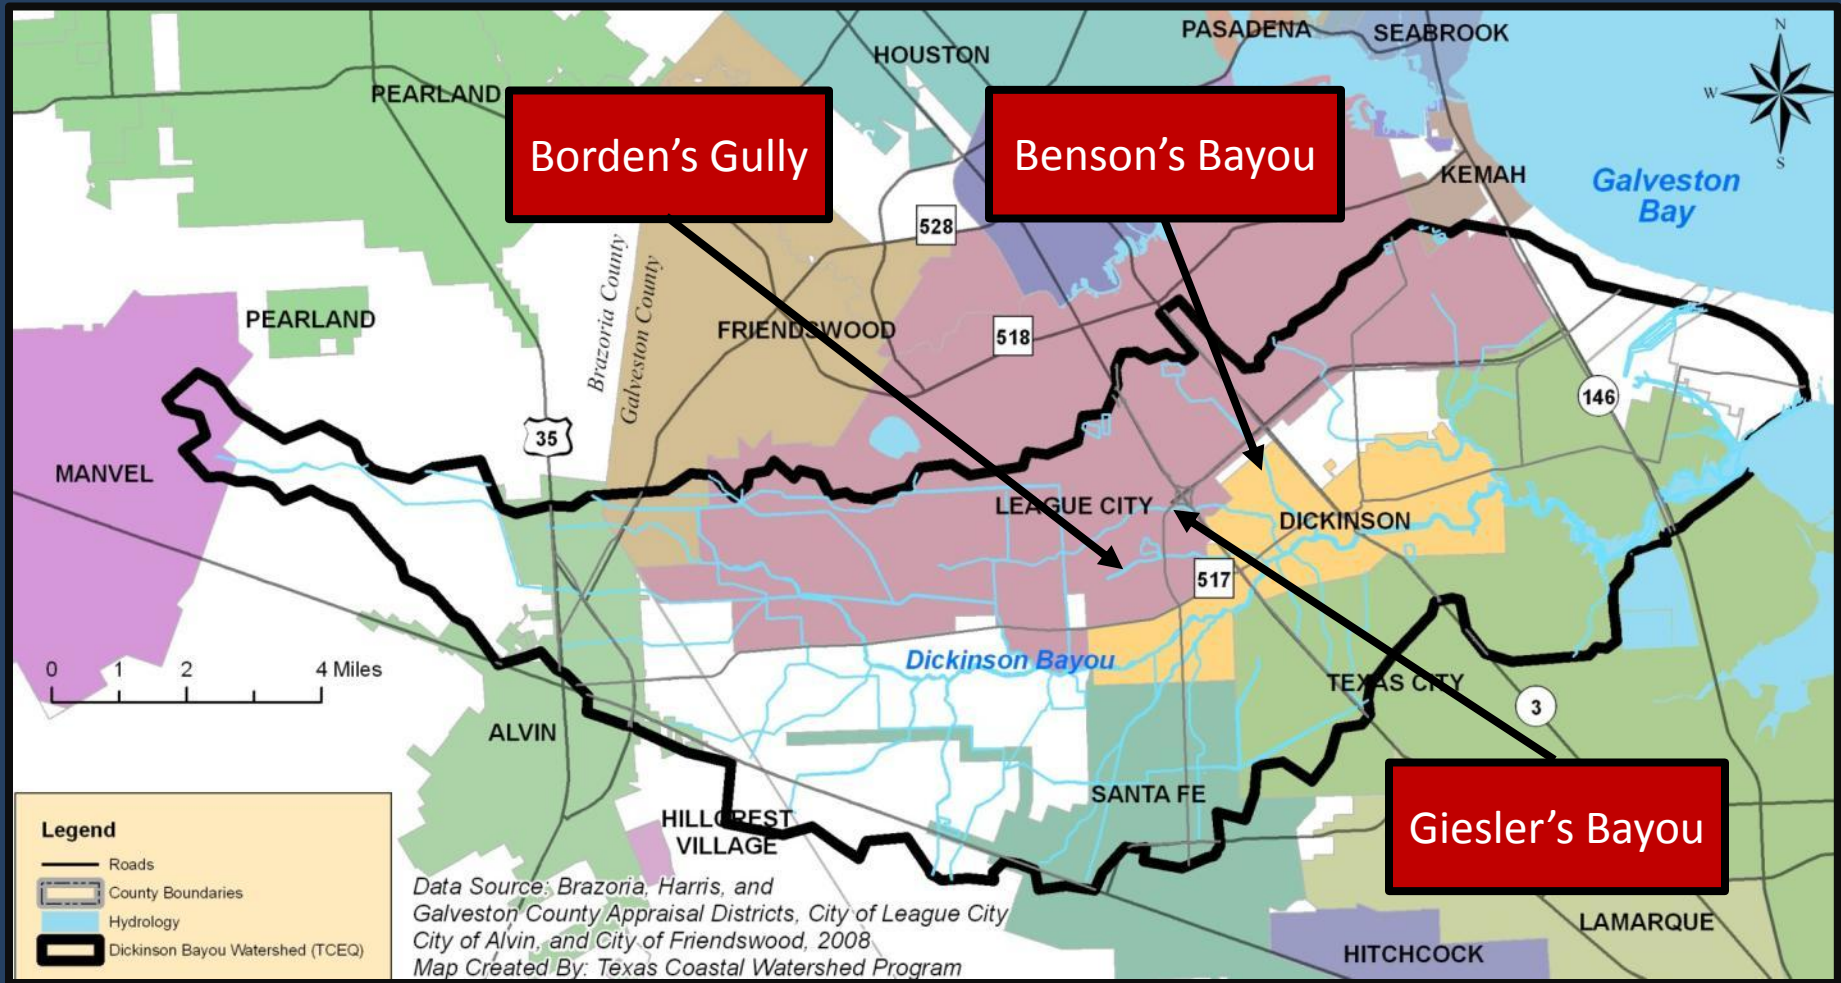 PASADENA
SEABROOK
N
HOUSTON
PEARLAND
W
S
Borden’s Gully
Benson’s Bayou
KEMAH
Galveston
Bay
528
Brazoria County
Galveston County
PEARLAND
FRIENDSWOOD
518
146
35
MANVEL
LEAGUE CITY
DICKINSON
517
Dickinson Bayou
0 1 2 4 Miles
TEXAS CITY
3
ALVIN
SANTA FE
HILLCREST
VILLAGE
Giesler’s Bayou
Legend
Roads
County Boundaries
Hydrology
Dickinson Bayou Watershed (TCEQ)
Data Source: Brazoria, Harris, and
Galveston County Appraisal Districts, City of League City
City of Alvin, and City of Friendswood, 2008
Map Created By: Texas Coastal Watershed Program
LAMARQUE
HITCHCOCK